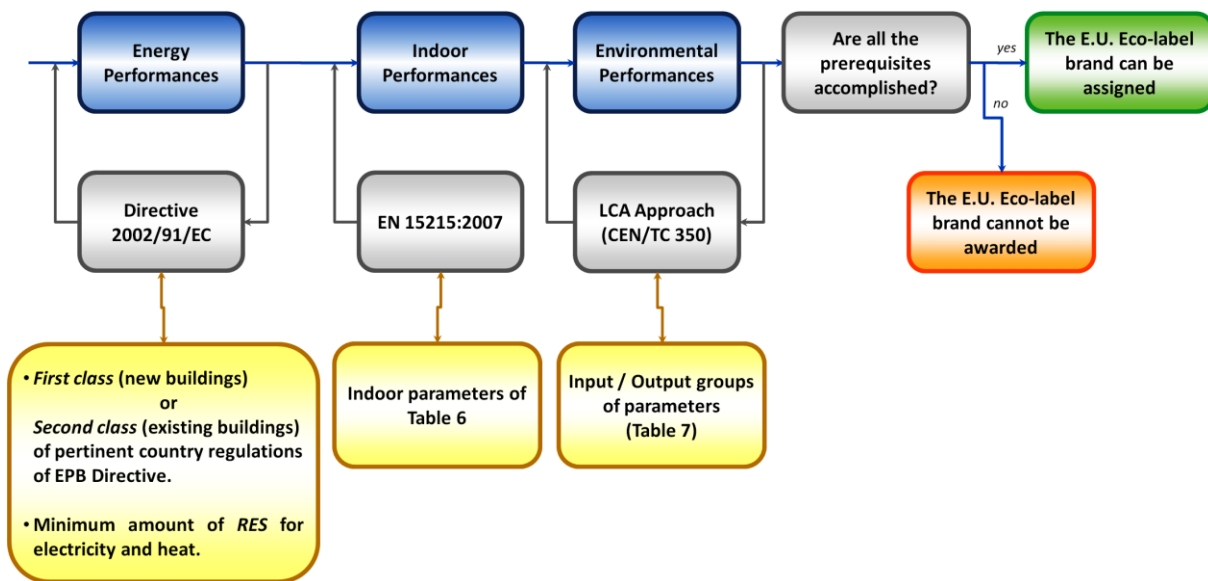 Energy
Performances
Indoor
Performances
Environmental
Performances
Are all the
prerequisites
accomplished?
yes
no
The E.U. Eco-label
brand can be
assigned
Directive
2002/91/EC
EN 15215:2007
LCA Approach
(CEN/TC 350)
The E.U. Eco-label
brand cannot be
awarded
• First class (new buildings)
or
Second class (existing buildings)
of pertinent country regulations
of EPB Directive.
• Minimum amount of RES for
electricity and heat.
Indoor parameters of
Table 6
Input / Output groups
of parameters
(Table 7)